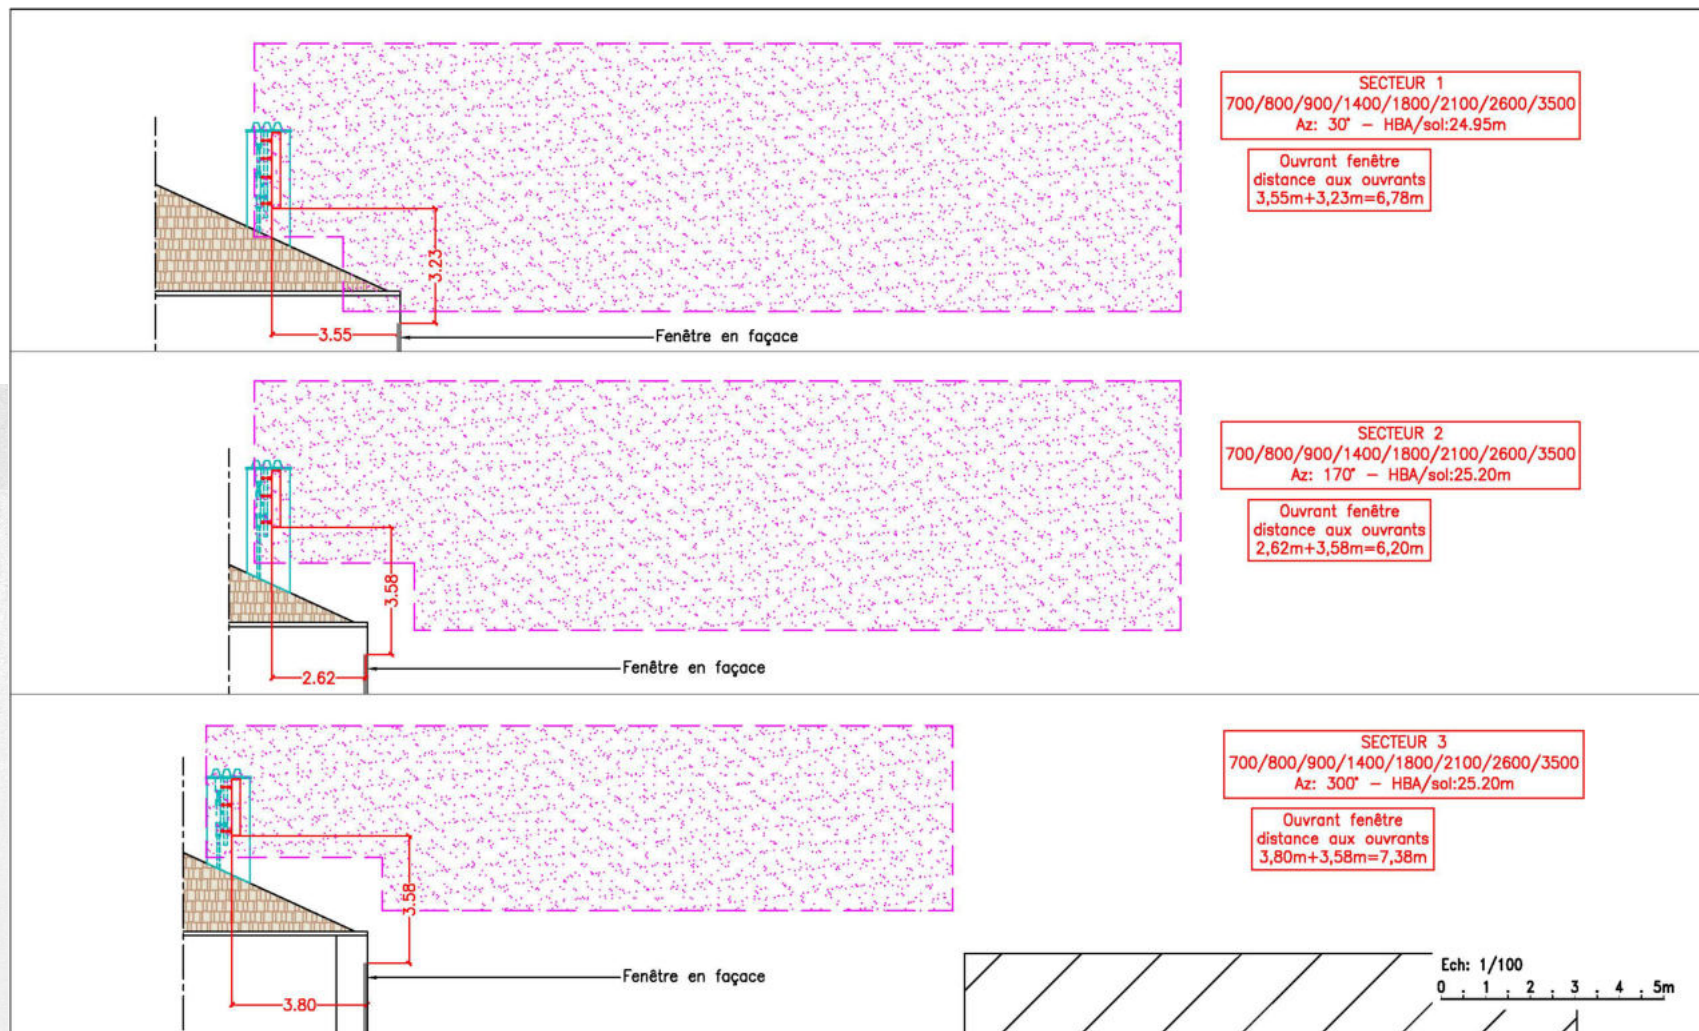 SECTEUR 1
700/800/900/1400/1800/2100/2600/3500
Az: 30° – HBA/sol:24.95m
Ouvrant fenêtre
distance aux ouvrants
3,55m+3,23m=6,78m
3.23
3.55
Fenêtre en façace
SECTEUR 2
700/800/900/1400/1800/2100/2600/3500
Az: 170° – HBA/sol:25.20m
Ouvrant fenêtre
distance aux ouvrants
2,62m+3,58m=6,20m
3.58
2.62
Fenêtre en façace
SECTEUR 3
700/800/900/1400/1800/2100/2600/3500
Az: 300° – HBA/sol:25.20m
Ouvrant fenêtre
distance aux ouvrants
3,80m+3,58m=7,38m
3.58
3.80
Fenêtre en façace
Ech: 1/100
0 1 2 3 4 5m